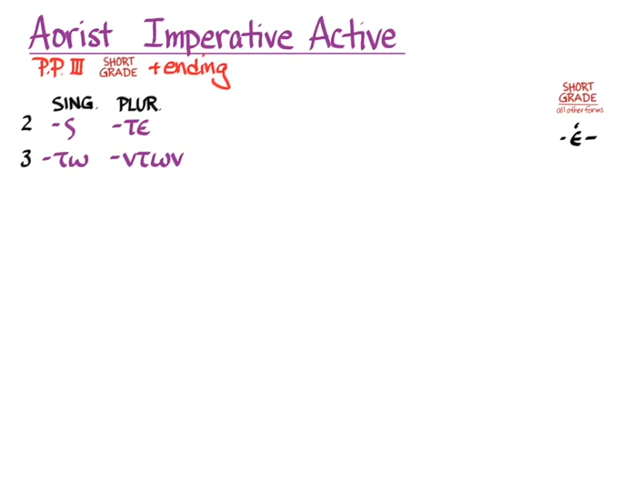 Aorist Imperative Active
P.P. III SHORT GRADE + ending
SING. PLUR.
2 -ς -τε
3 -τω -ντων
SHORT
GRADE
all other forms
-έ-